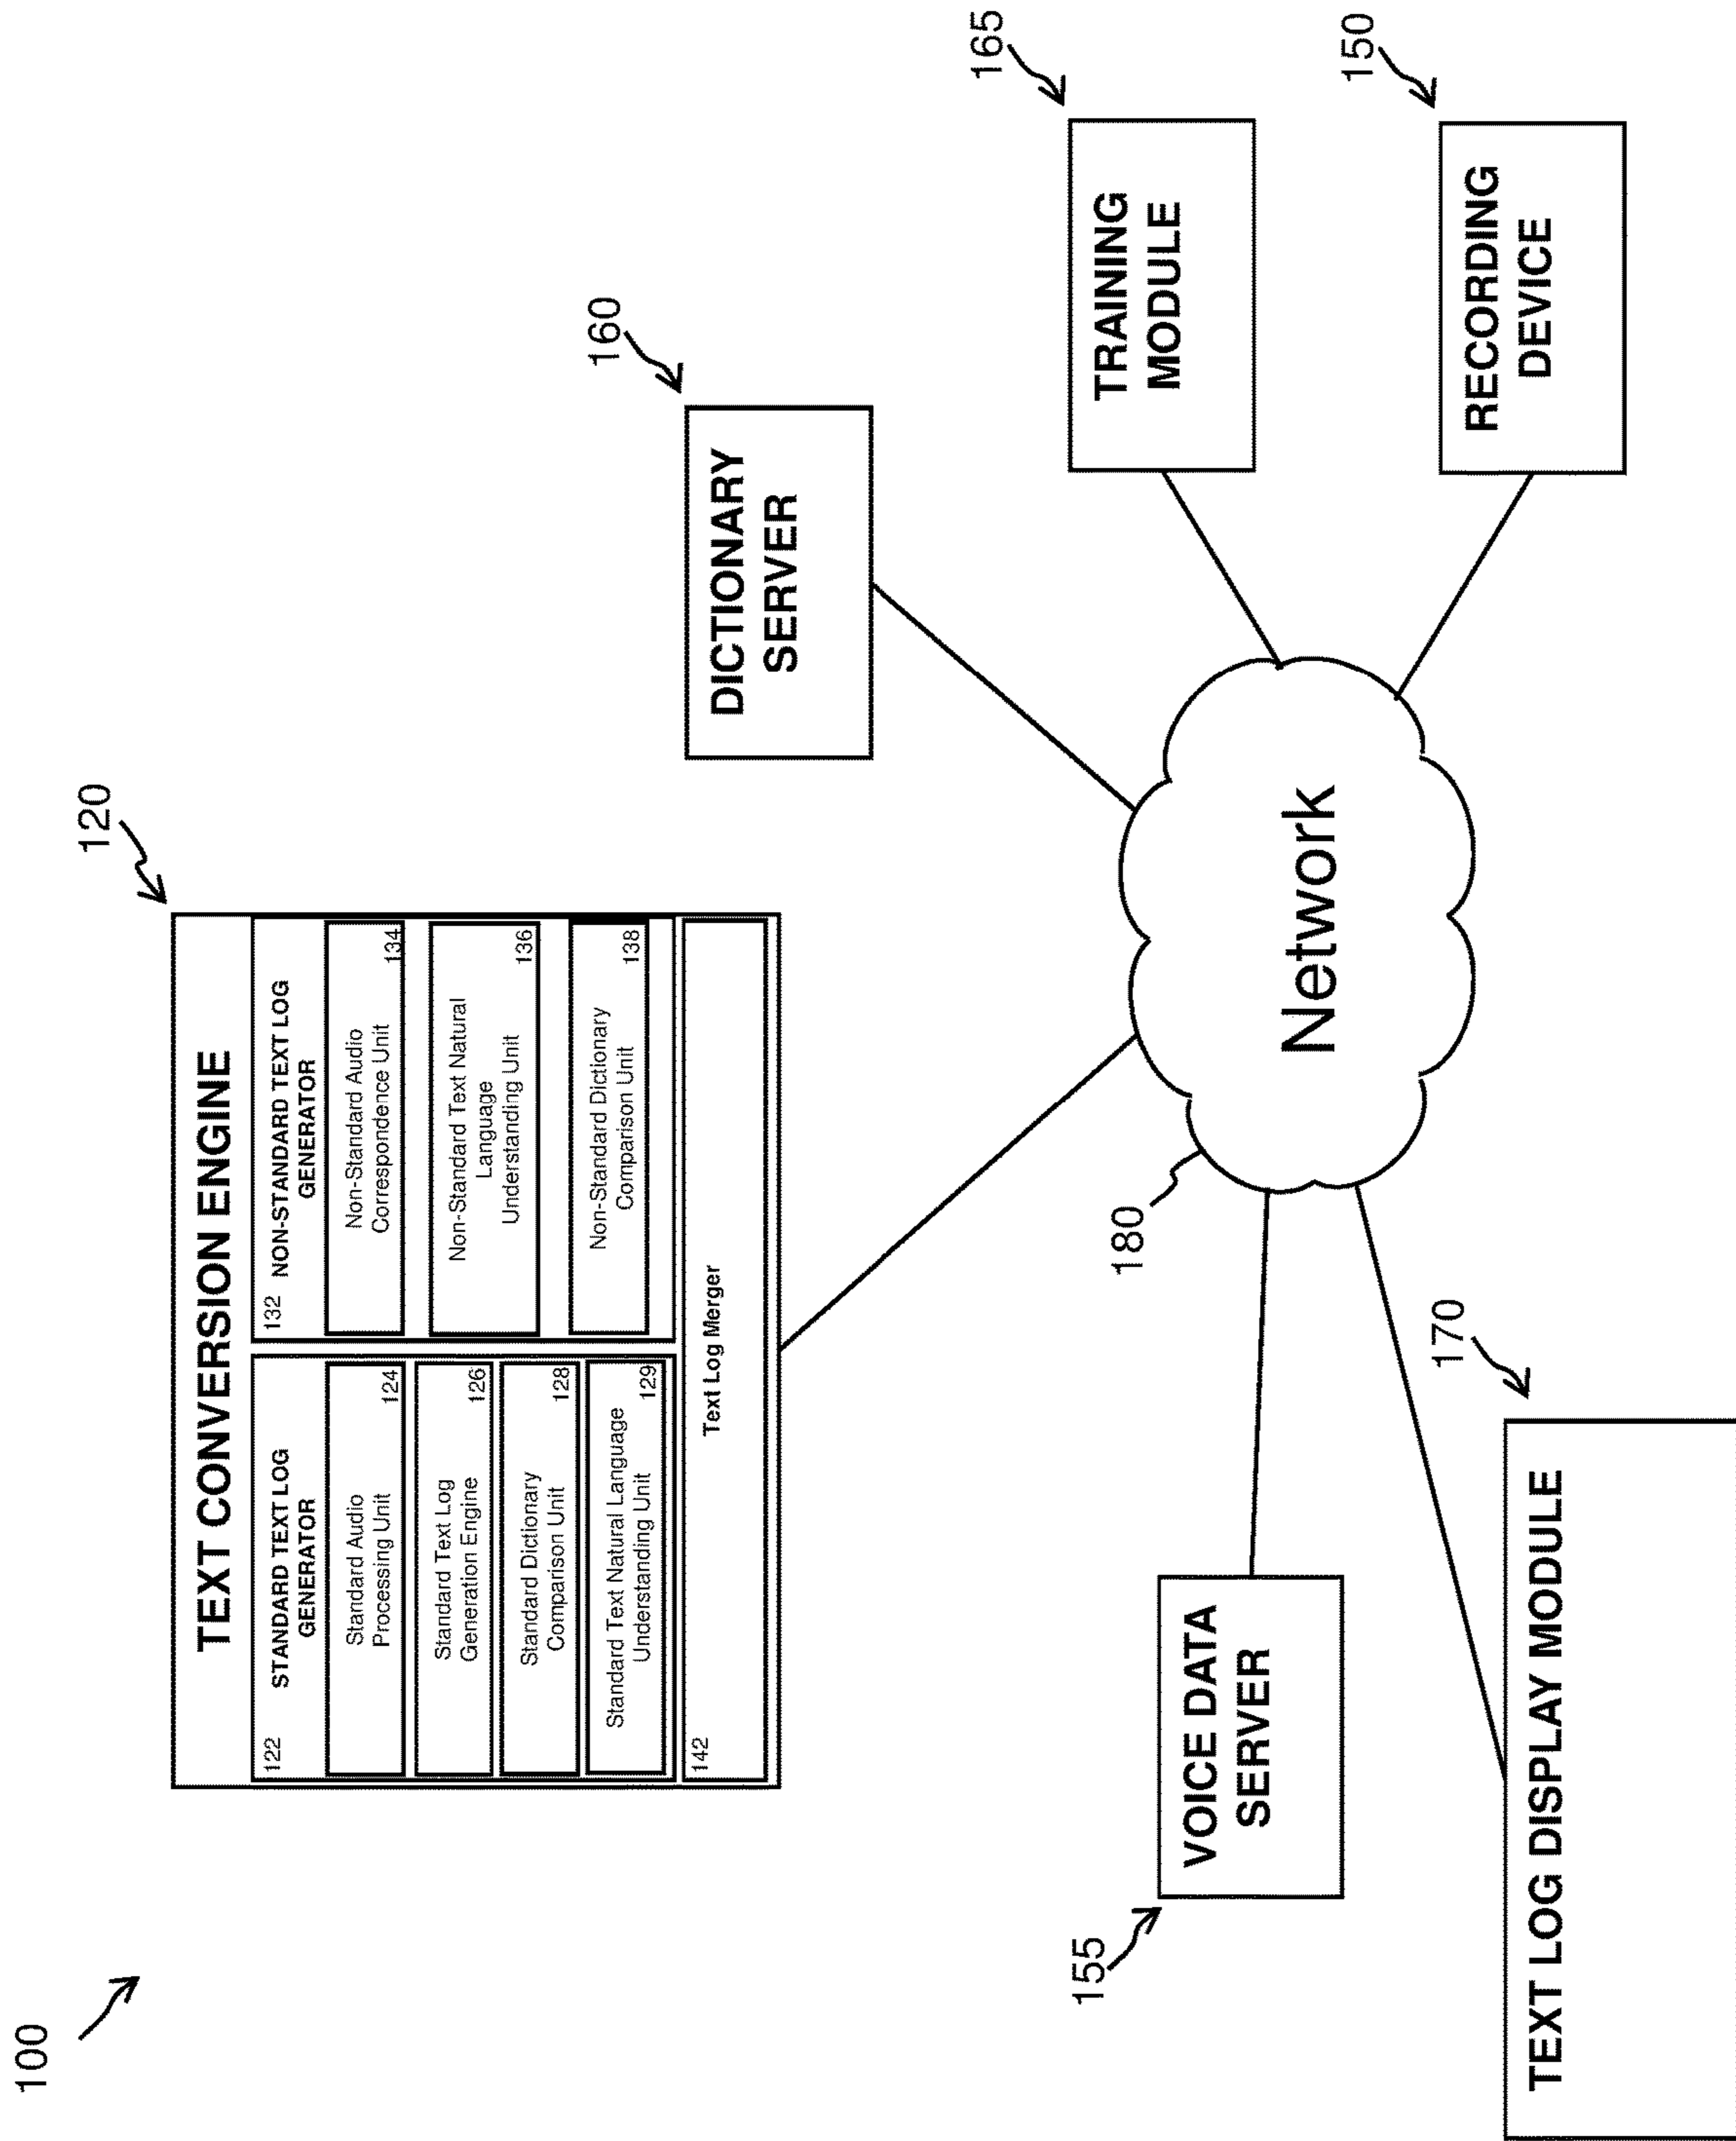 100
120
TEXT CONVERSION ENGINE
122
STANDARD TEXT LOG
GENERATOR
Standard Audio
Processing Unit
124
Standard Text Log
Generation Engine
126
Standard Dictionary
Comparison Unit
128
Standard Text Natural Language
Understanding Unit
129
132
NON-STANDARD TEXT LOG
GENERATOR
Non-Standard Audio
Correspondence Unit
134
Non-Standard Text Natural
Language
Understanding Unit
136
Non-Standard Dictionary
Comparison Unit
138
142
Text Log Merger
160
DICTIONARY
SERVER
165
TRAINING
MODULE
155
VOICE DATA
SERVER
180
Network
150
RECORDING
DEVICE
170
TEXT LOG DISPLAY MODULE